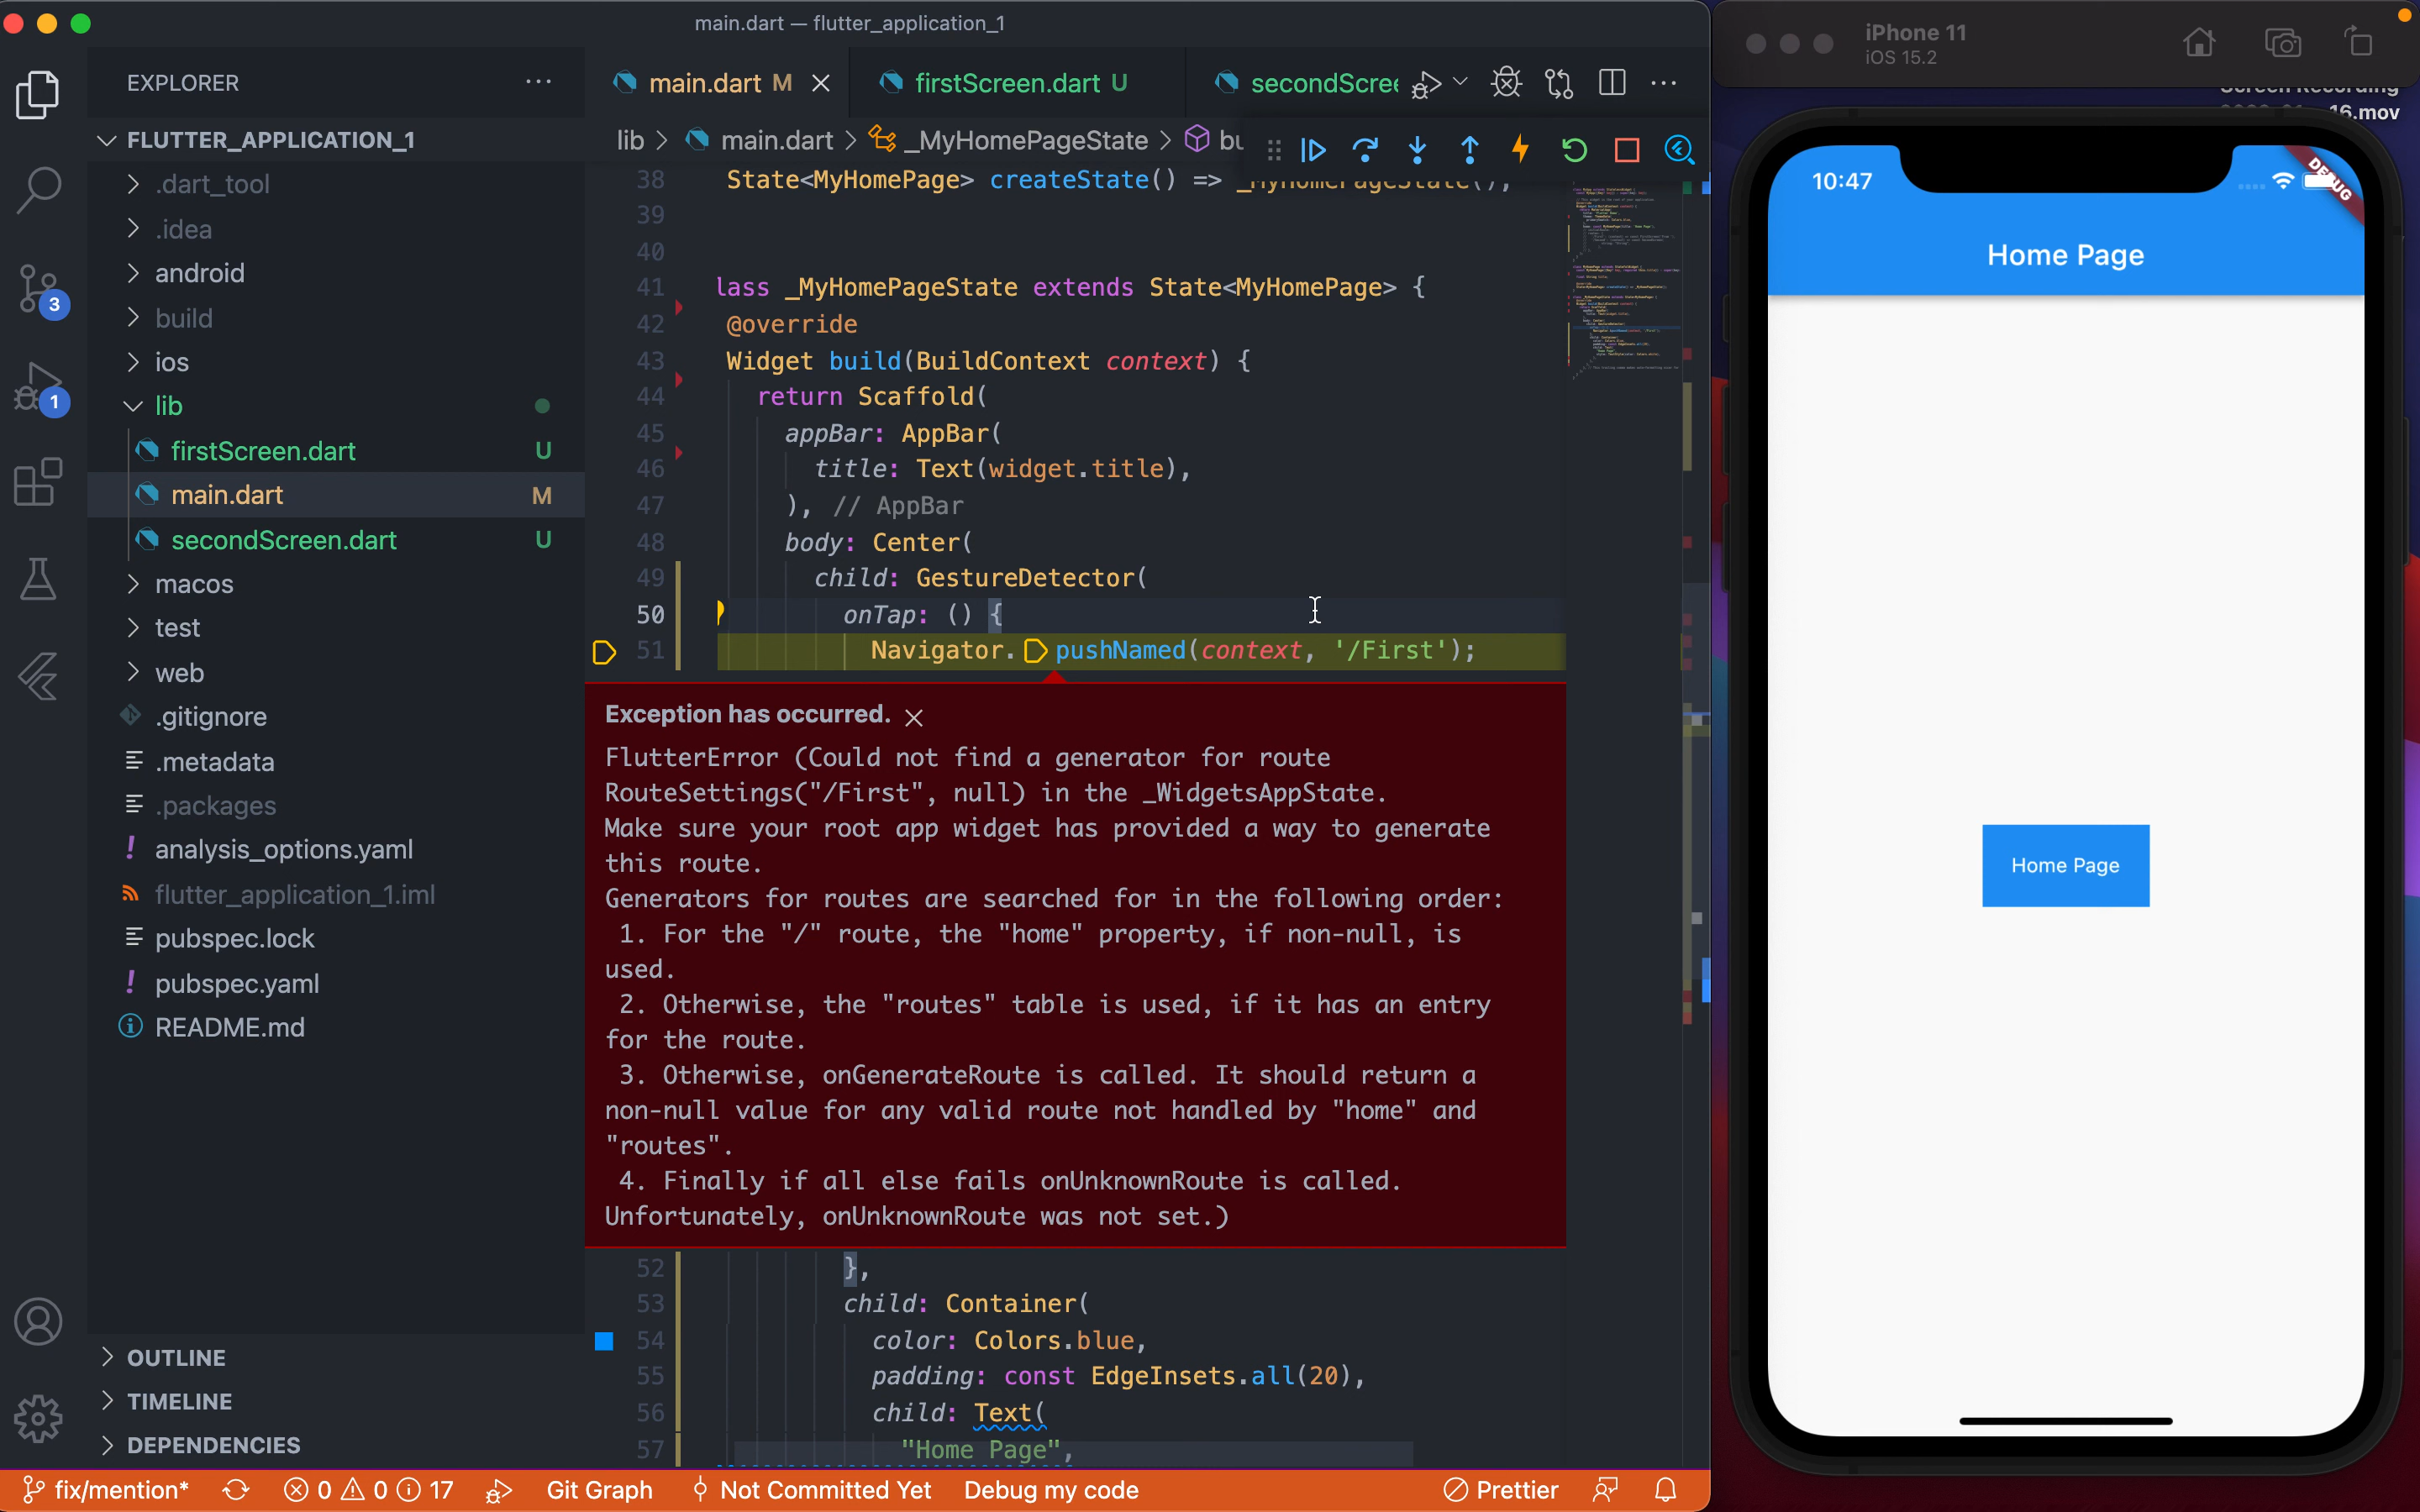 main.dart — flutter_application_1
EXPLORER
FLUTTER_APPLICATION_1
.dart_tool
.idea
android
build
ios
lib
firstScreen.dart U
main.dart M
secondScreen.dart U
macos
test
web
.gitignore
.metadata
.packages
analysis_options.yaml
flutter_application_1.iml
pubspec.lock
pubspec.yaml
README.md
OUTLINE
TIMELINE
DEPENDENCIES
3
1
main.dart M
firstScreen.dart U
secondScree
lib > main.dart > _MyHomePageState > bu
38 State<MyHomePage> createState() => _MyHomePageState();
39
40
41 lass _MyHomePageState extends State<MyHomePage> {
42 @override
43 Widget build(BuildContext context) {
44 return Scaffold(
45 appBar: AppBar(
46 title: Text(widget.title),
47 ), // AppBar
48 body: Center(
49 child: GestureDetector(
50 onTap: () {
51 Navigator.pushNamed(context, '/First');
Exception has occurred.
FlutterError (Could not find a generator for route
RouteSettings("/First", null) in the _WidgetsAppState.
Make sure your root app widget has provided a way to generate
this route.
Generators for routes are searched for in the following order:
1. For the "/" route, the "home" property, if non-null, is
used.
2. Otherwise, the "routes" table is used, if it has an entry
for the route.
3. Otherwise, onGenerateRoute is called. It should return a
non-null value for any valid route not handled by "home" and
"routes".
4. Finally if all else fails onUnknownRoute is called.
Unfortunately, onUnknownRoute was not set.)
52 },
53 child: Container(
54 color: Colors.blue,
55 padding: const EdgeInsets.all(20),
56 child: Text(
57 "Home Page",
fix/mention* 0 0 17 Git Graph Not Committed Yet Debug my code Prettier
iPhone 11
iOS 15.2
Screen Recording
16.mov
10:47
DEBUG
Home Page
Home Page